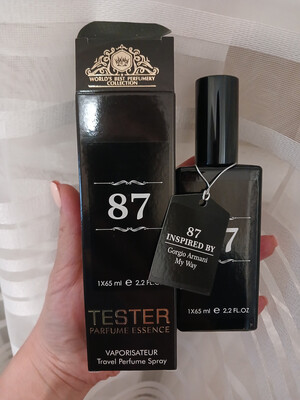 WORLD'S BEST PERFUMERY
COLLECTION
87
1X65 ml e 2.2 FL.OZ
TESTER
PARFUME ESSENCE
VAPORISATEUR
Travel Perfume Spray
87
INSPIRED BY
Gorgio Armani
My Way
7
1X65 ml e 2.2 FL.OZ